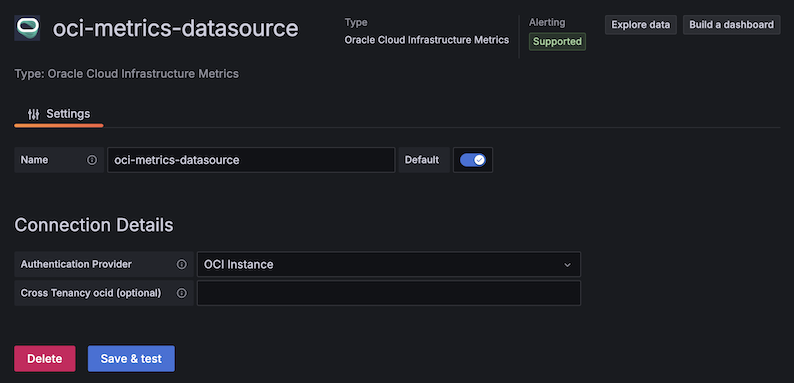 oci-metrics-datasource
Type
Oracle Cloud Infrastructure Metrics
Alerting
Supported
Explore data
Build a dashboard
Type: Oracle Cloud Infrastructure Metrics
Settings
Name
oci-metrics-datasource
Default
Connection Details
Authentication Provider
OCI Instance
Cross Tenancy ocid (optional)
Delete
Save & test